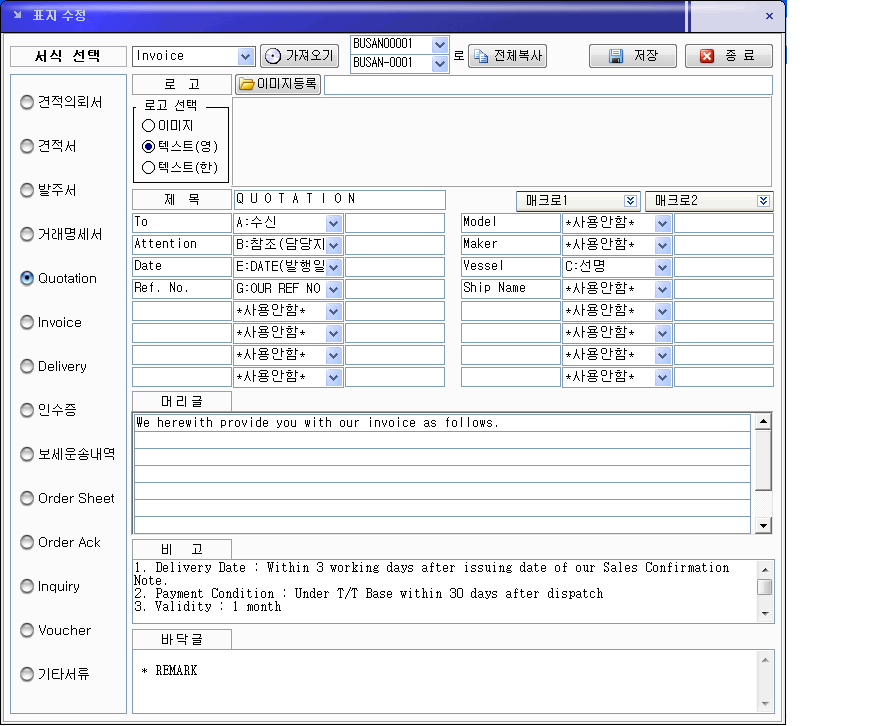 표지 수정
서식 선택
Invoice
가져오기
BUSAN00001
BUSAN-0001
로
전체복사
저장
종 료
견적의뢰서
견적서
발주서
거래명세서
Quotation
Invoice
Delivery
인수증
보세운송내역
Order Sheet
Order Ack
Inquiry
Voucher
기타서류
로 고
이미지등록
로고 선택
이미지
텍스트(영)
텍스트(한)
제 목
Q U O T A T I O N
매크로1
매크로2
To
A:수신
Model
*사용안함*
Attention
B:참조(담당자
Maker
*사용안함*
Date
E:DATE(발행일
Vessel
C:선명
Ref. No.
G:OUR REF NO
Ship Name
*사용안함*
*사용안함*
*사용안함*
*사용안함*
*사용안함*
*사용안함*
*사용안함*
*사용안함*
*사용안함*
머리글
We herewith provide you with our invoice as follows.
비 고
1. Delivery Date : Within 3 working days after issuing date of our Sales Confirmation
Note.
2. Payment Condition : Under T/T Base within 30 days after dispatch
3. Validity : 1 month
바닥글
* REMARK